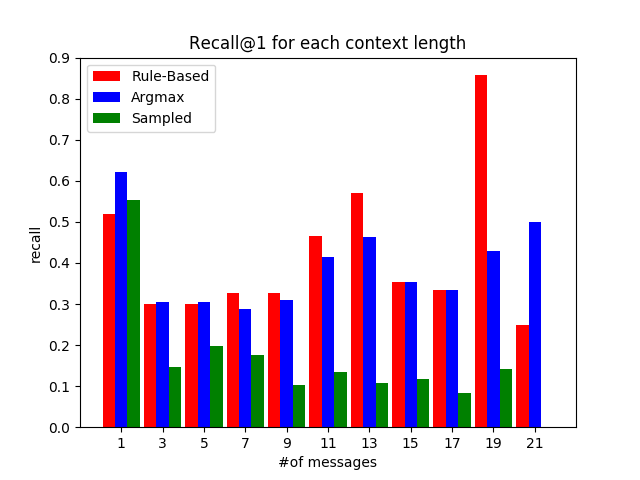 Recall@1 for each context length
Rule-Based
Argmax
Sampled
recall
0.9
0.8
0.7
0.6
0.5
0.4
0.3
0.2
0.1
0.0
1 3 5 7 9 11 13 15 17 19 21
#of messages